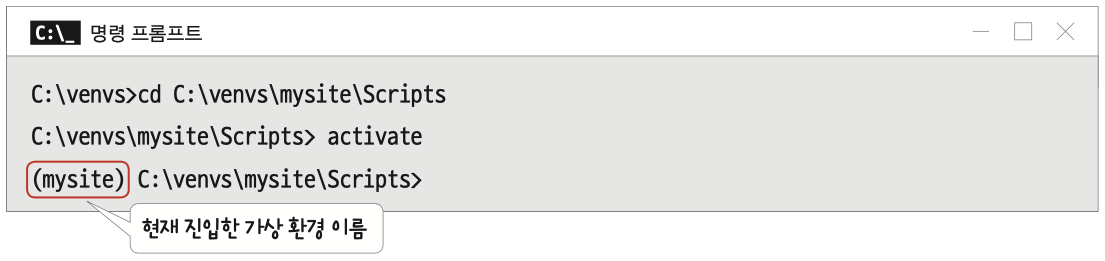 C:\_ 명령 프롬프트
C:\venvs>cd C:\venvs\mysite\Scripts
C:\venvs\mysite\Scripts> activate
(mysite) C:\venvs\mysite\Scripts>
현재 진입한 가상 환경 이름